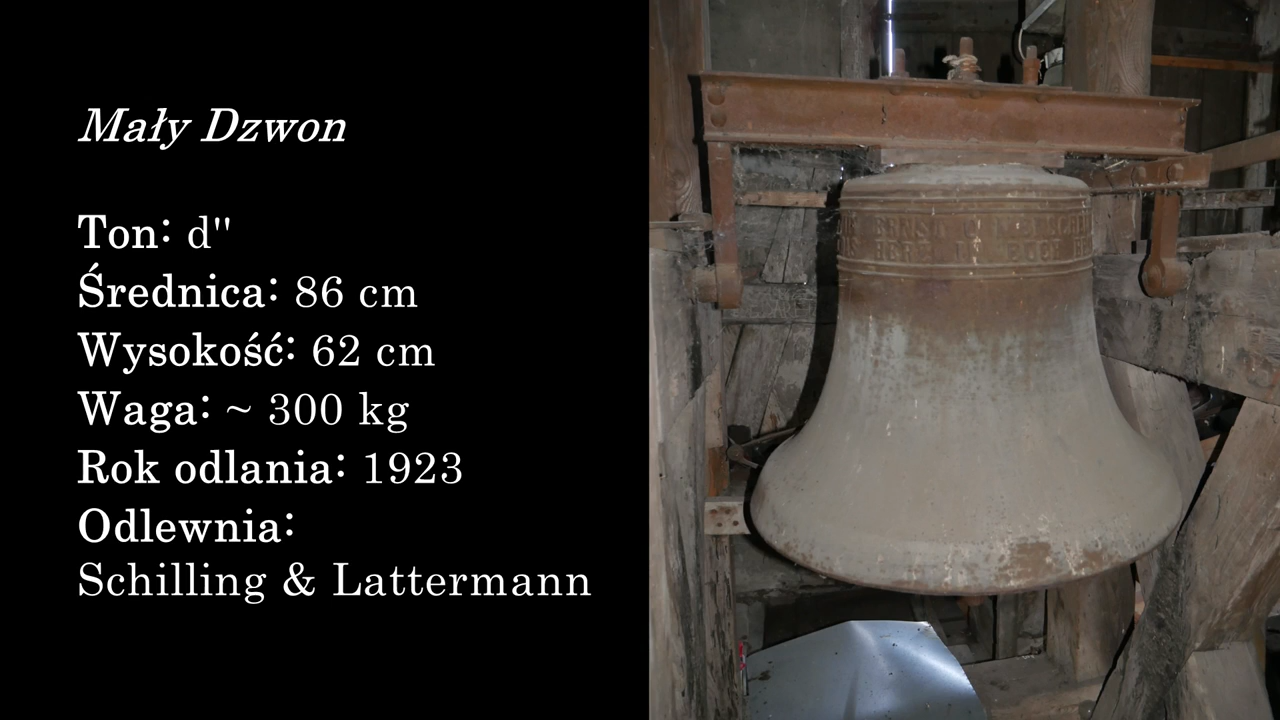 Mały Dzwon
Ton: d''
Średnica: 86 cm
Wysokość: 62 cm
Waga: ~ 300 kg
Rok odlania: 1923
Odlewnia:
Schilling & Lattermann